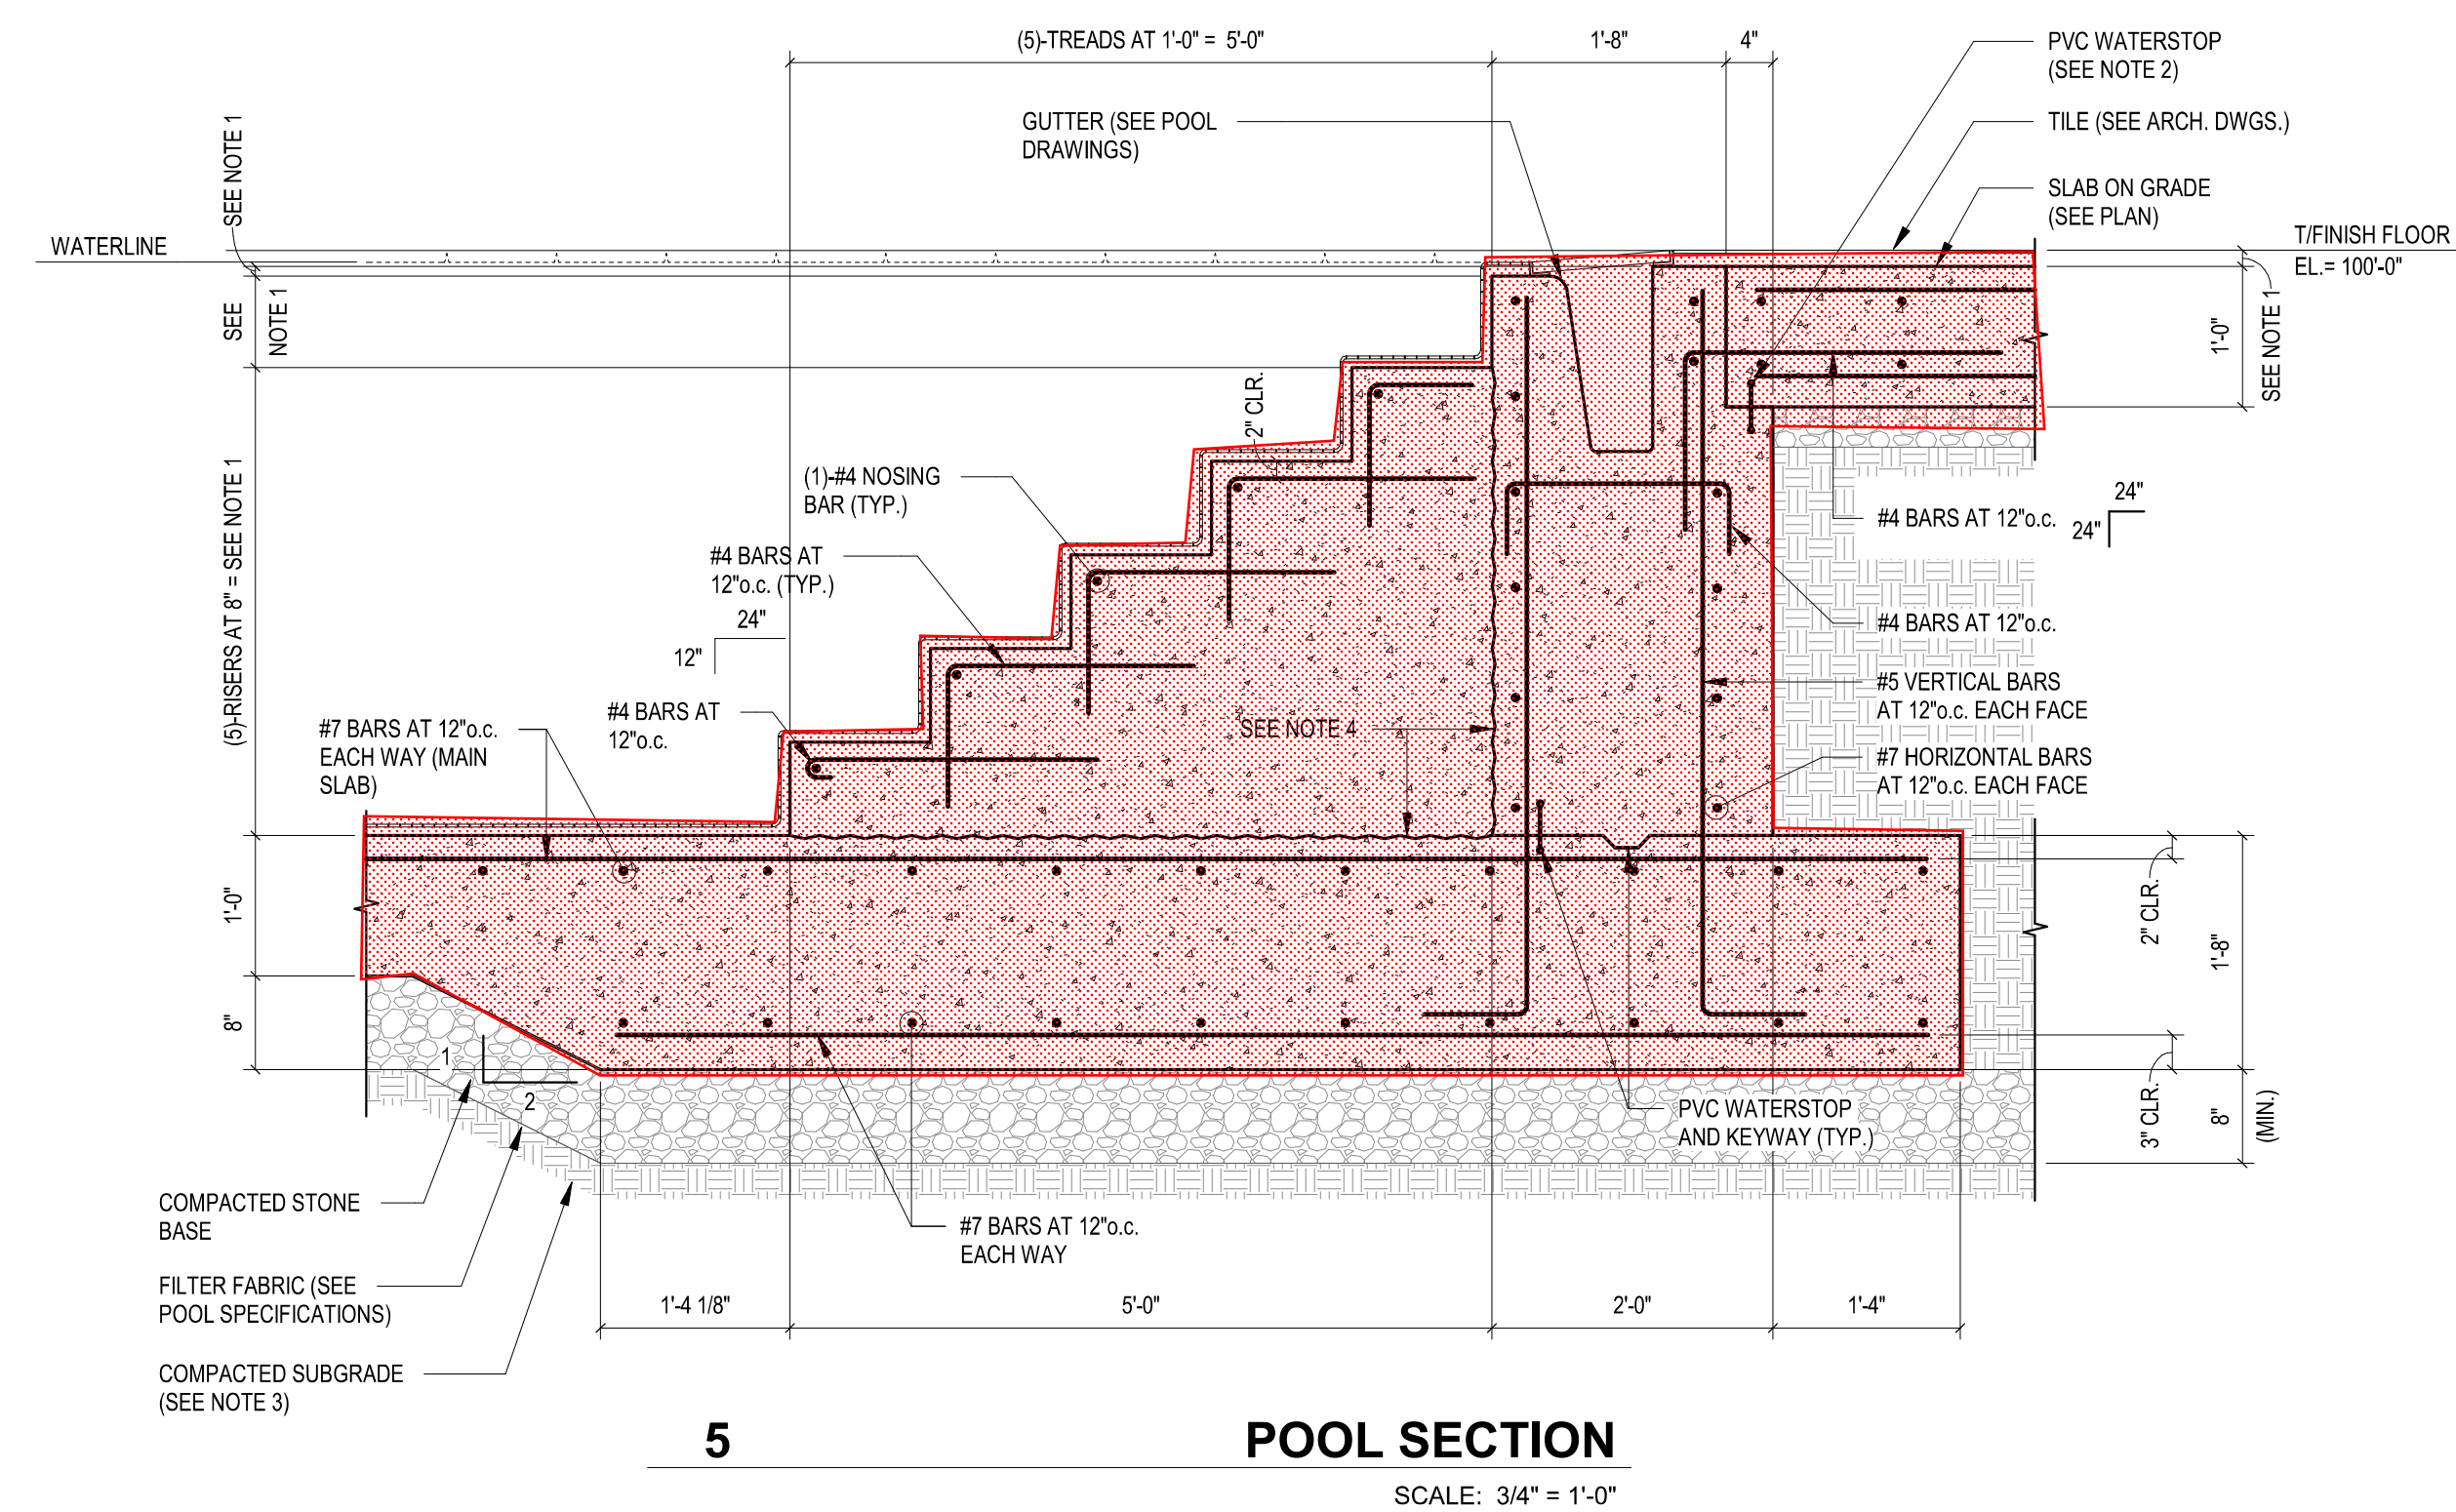 (5)-TREADS AT 1'-0" = 5'-0"
1'-8"
4"
PVC WATERSTOP
(SEE NOTE 2)
GUTTER (SEE POOL
DRAWINGS)
TILE (SEE ARCH. DWGS.)
SLAB ON GRADE
(SEE PLAN)
SEE NOTE 1
WATERLINE
T/FINISH FLOOR
EL.= 100'-0"
SEE
NOTE 1
1'-0"
SEE NOTE 1
2" CLR.
(1)-#4 NOSING
BAR (TYP.)
#4 BARS AT 12"o.c.
24"
24"
(5)-RISERS AT 8" = SEE NOTE 1
#4 BARS AT
12"o.c. (TYP.)
24"
12"
#4 BARS AT 12"o.c.
#5 VERTICAL BARS
AT 12"o.c. EACH FACE
#4 BARS AT
12"o.c.
SEE NOTE 4
#7 BARS AT 12"o.c.
EACH WAY (MAIN
SLAB)
#7 HORIZONTAL BARS
AT 12"o.c. EACH FACE
1'-0"
8"
2" CLR.
1'-8"
1
2
3" CLR.
8"
(MIN.)
PVC WATERSTOP
AND KEYWAY (TYP.)
COMPACTED STONE
BASE
#7 BARS AT 12"o.c.
EACH WAY
FILTER FABRIC (SEE
POOL SPECIFICATIONS)
1'-4 1/8"
5'-0"
2'-0"
1'-4"
COMPACTED SUBGRADE
(SEE NOTE 3)
5
POOL SECTION
SCALE: 3/4" = 1'-0"